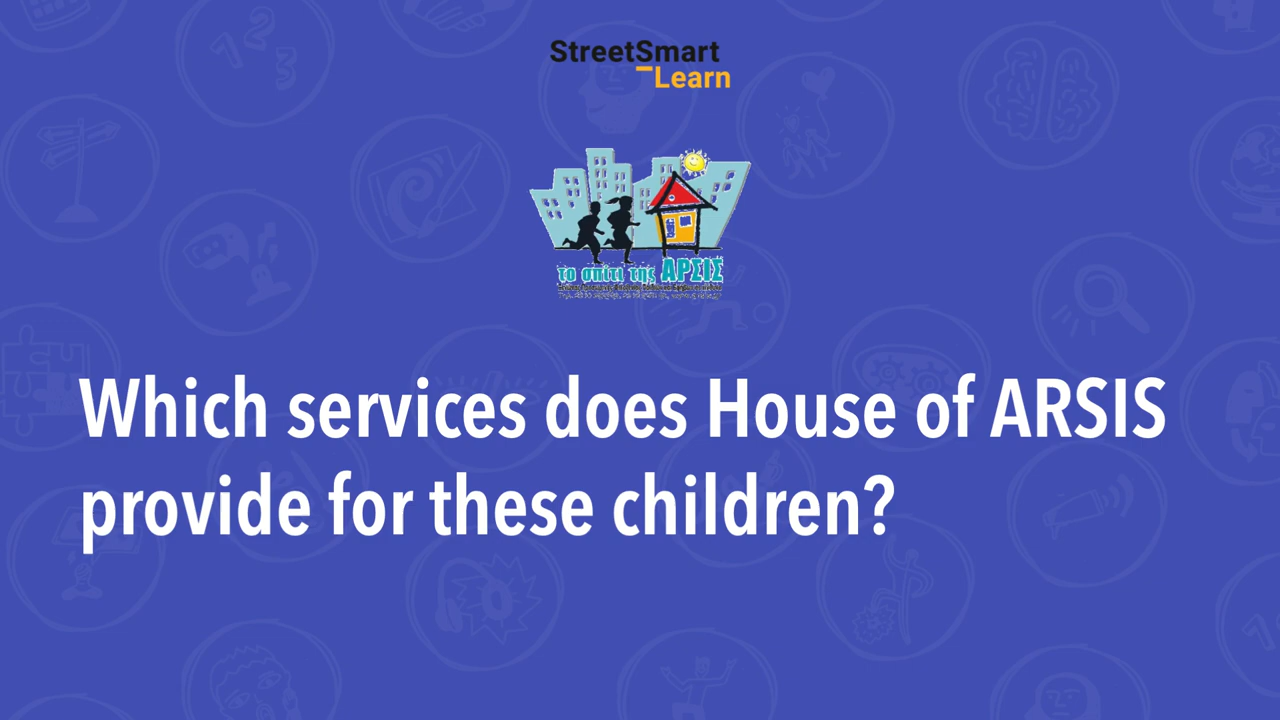 StreetSmart
Learn
το σπίτι της ΑΡΣΙΣ
Which services does House of ARSIS
provide for these children?